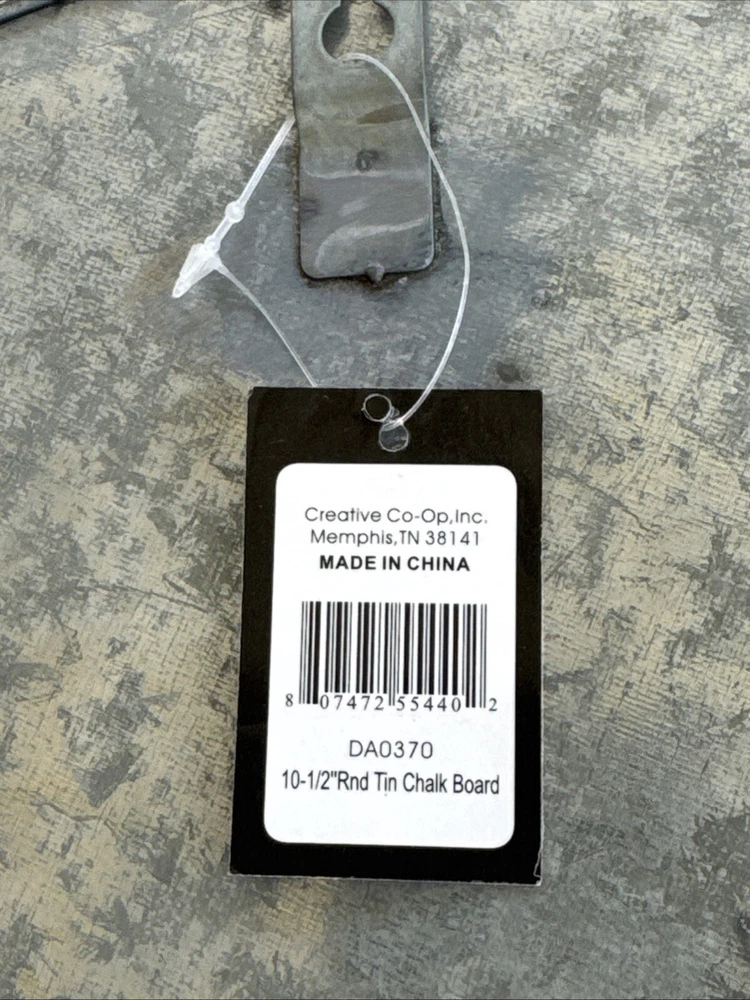 Creative Co-Op,Inc.
Memphis,TN 38141
MADE IN CHINA
8 07472 55440 2
DA0370
10-1/2"Rnd Tin Chalk Board